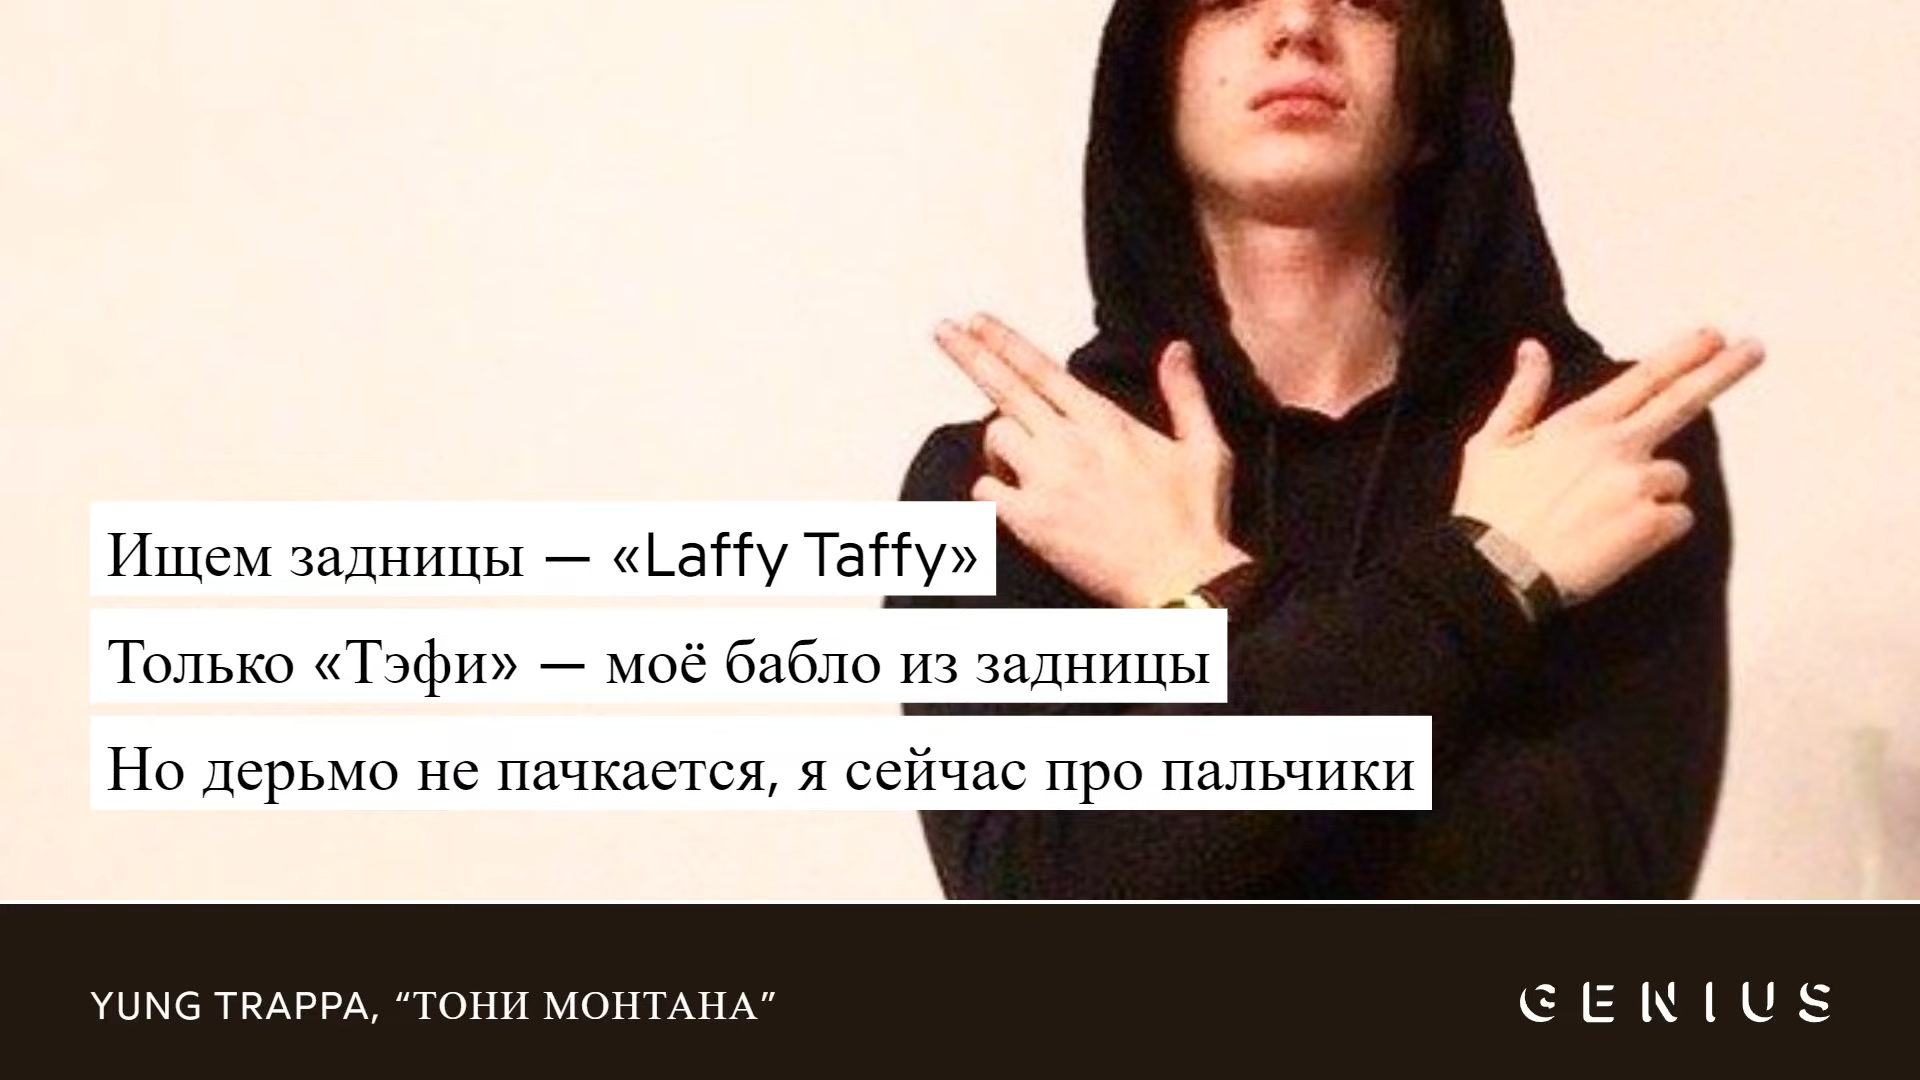 Ищем задницы — «Laffy Taffy»
Только «Тэфи» — моё бабло из задницы
Но дерьмо не пачкается, я сейчас про пальчики
YUNG TRAPPA, “ТОНИ МОНТАНА”
GENIUS